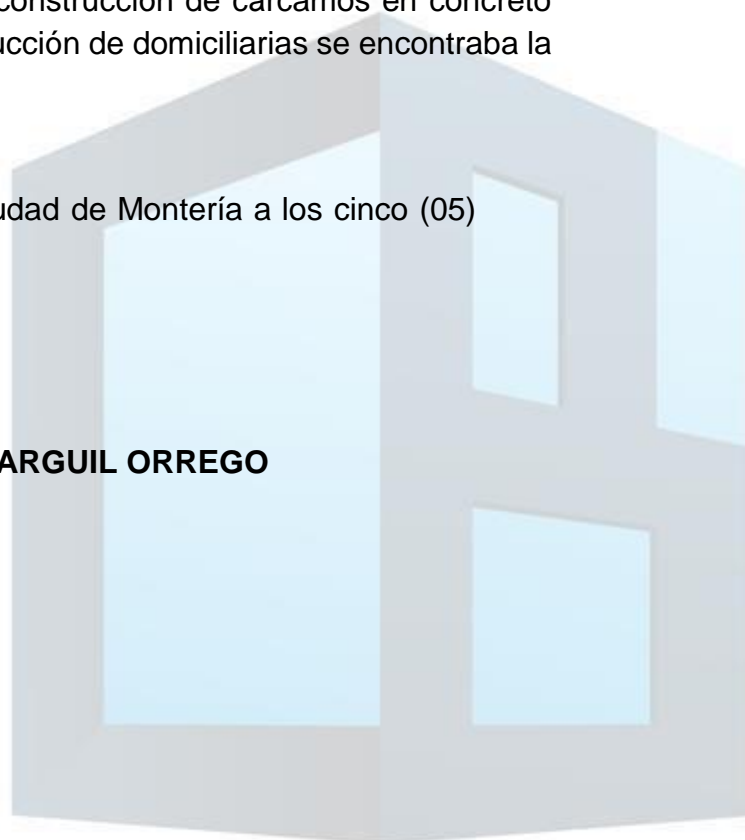 construcción de cárcamos en concreto
ucción de domiciliarias se encontraba la
udad de Montería a los cinco (05)
ARGUIL ORREGO